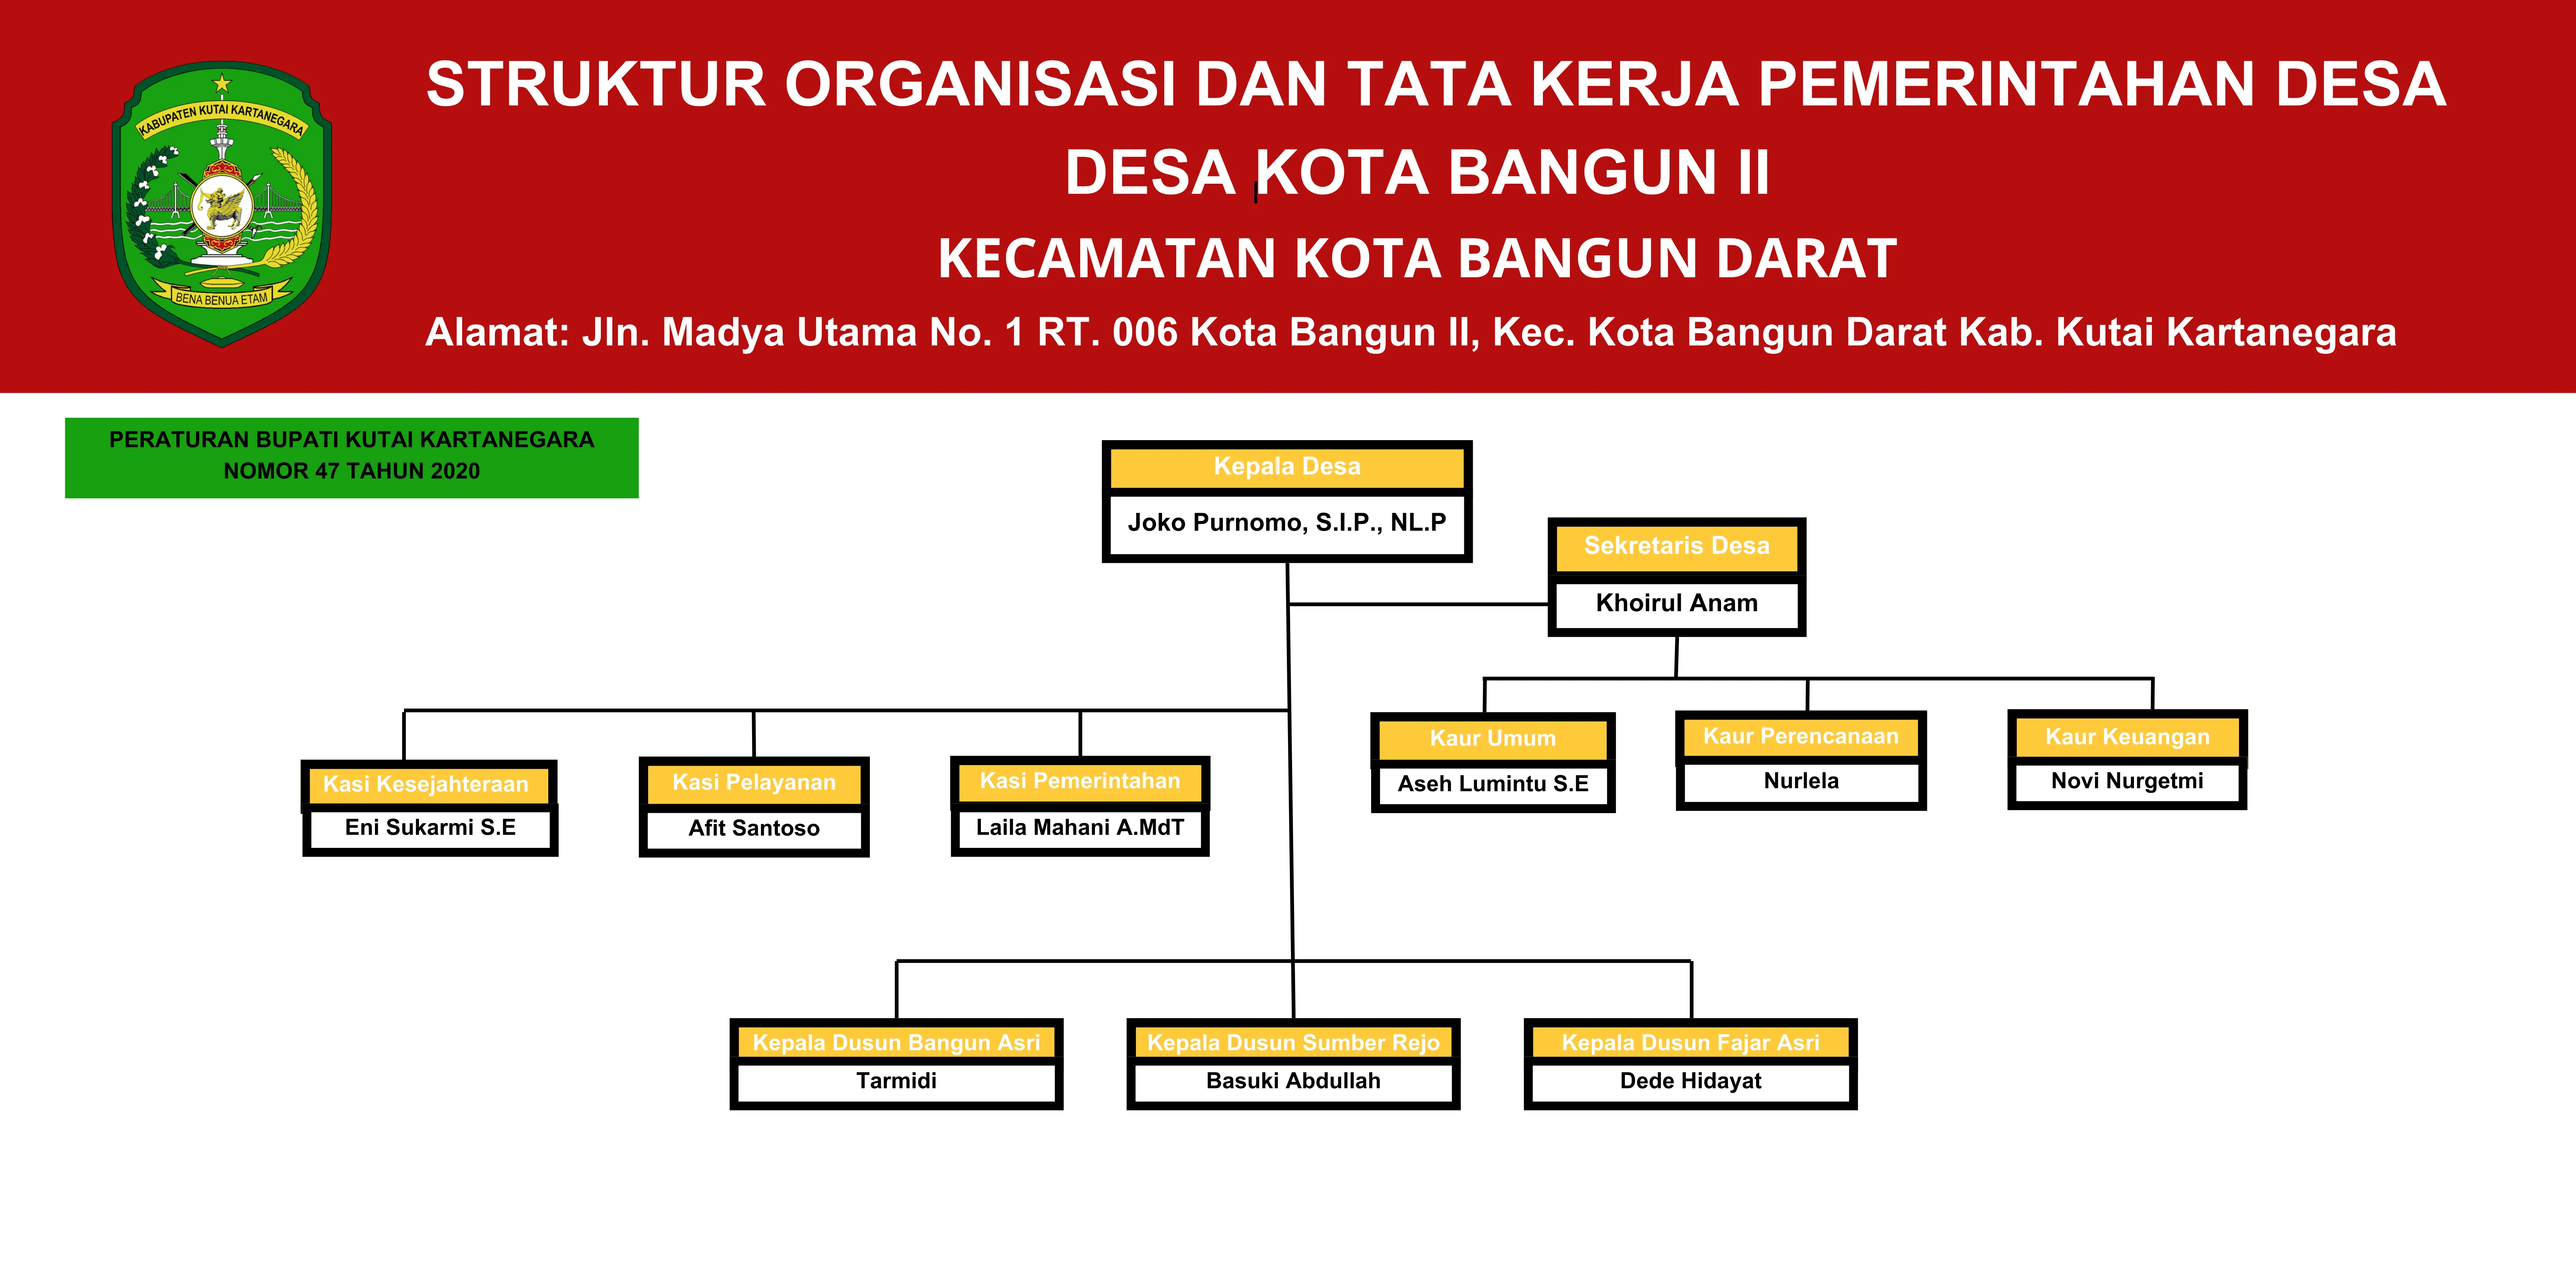 STRUKTUR ORGANISASI DAN TATA KERJA PEMERINTAHAN DESA
DESA KOTA BANGUN II
KECAMATAN KOTA BANGUN DARAT
Alamat: Jln. Madya Utama No. 1 RT. 006 Kota Bangun II, Kec. Kota Bangun Darat Kab. Kutai Kartanegara
KABUPATEN KUTAI KARTANEGARA
BENA BENUA ETAM
PERATURAN BUPATI KUTAI KARTANEGARA
NOMOR 47 TAHUN 2020
Kepala Desa
Joko Purnomo, S.I.P., NL.P
Sekretaris Desa
Khoirul Anam
Kaur Umum
Aseh Lumintu S.E
Kaur Perencanaan
Nurlela
Kaur Keuangan
Novi Nurgetmi
Kasi Kesejahteraan
Eni Sukarmi S.E
Kasi Pelayanan
Afit Santoso
Kasi Pemerintahan
Laila Mahani A.MdT
Kepala Dusun Bangun Asri
Tarmidi
Kepala Dusun Sumber Rejo
Basuki Abdullah
Kepala Dusun Fajar Asri
Dede Hidayat